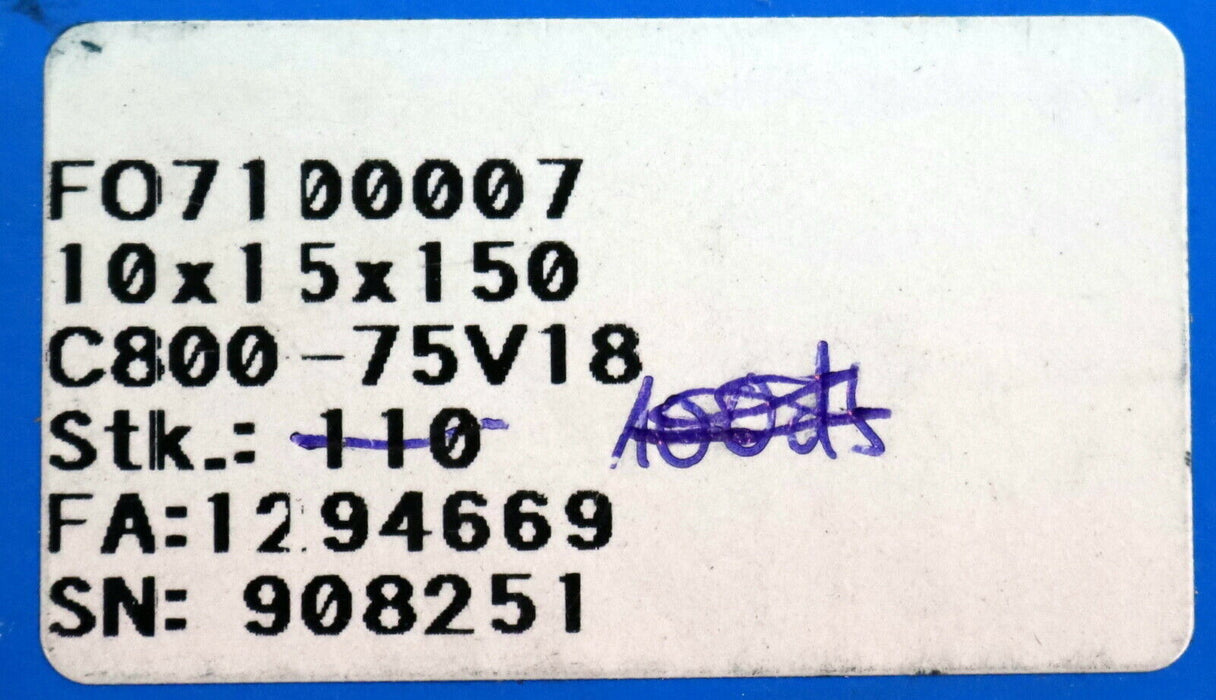 FO7100007
10x15x150
C800-75V18
Stk.: 110
FA:1294669
SN: 908251